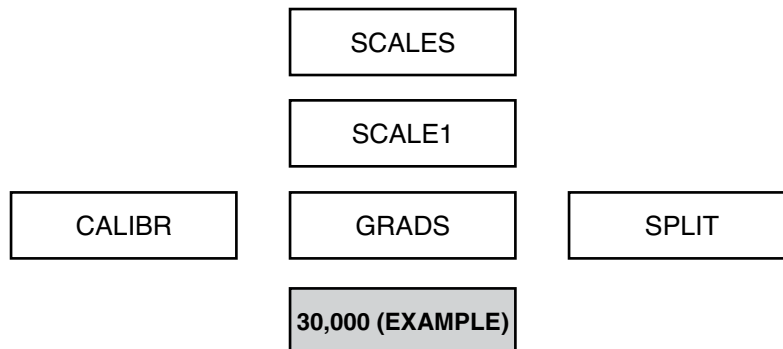 SCALES
SCALE1
CALIBR GRADS SPLIT
30,000 (EXAMPLE)